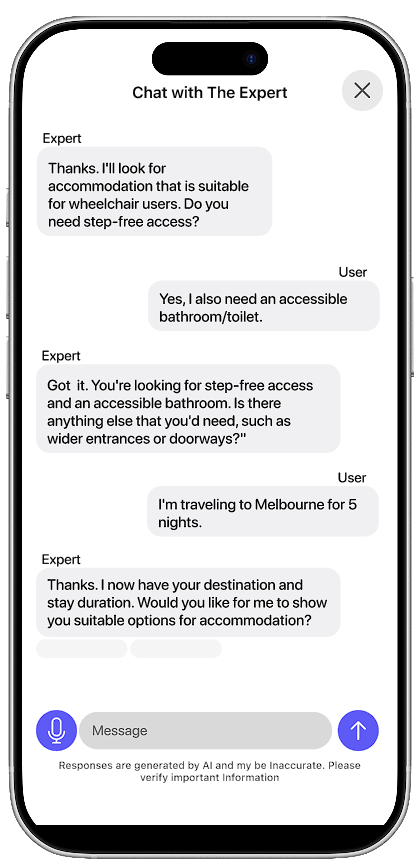 Chat with The Expert
Expert
Thanks. I'll look for
accommodation that is suitable
for wheelchair users. Do you
need step-free access?
User
Yes, I also need an accessible
bathroom/toilet.
Expert
Got  it. You're looking for step-free access
and an accessible bathroom. Is there
anything else that you'd need, such as
wider entrances or doorways?"
User
I'm traveling to Melbourne for 5
nights.
Expert
Thanks. I now have your destination and
stay duration. Would you like for me to show
you suitable options for accommodation?
Message
Responses are generated by AI and my be Inaccurate. Please
verify important Information